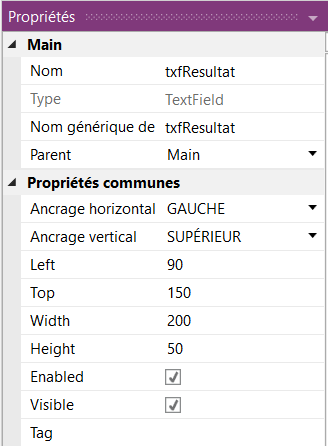 Propriétés
Main
Nom txfResultat
Type TextField
Nom générique de txfResultat
Parent Main
Propriétés communes
Ancrage horizontal GAUCHE
Ancrage vertical SUPÉRIEUR
Left 90
Top 150
Width 200
Height 50
Enabled
Visible
Tag